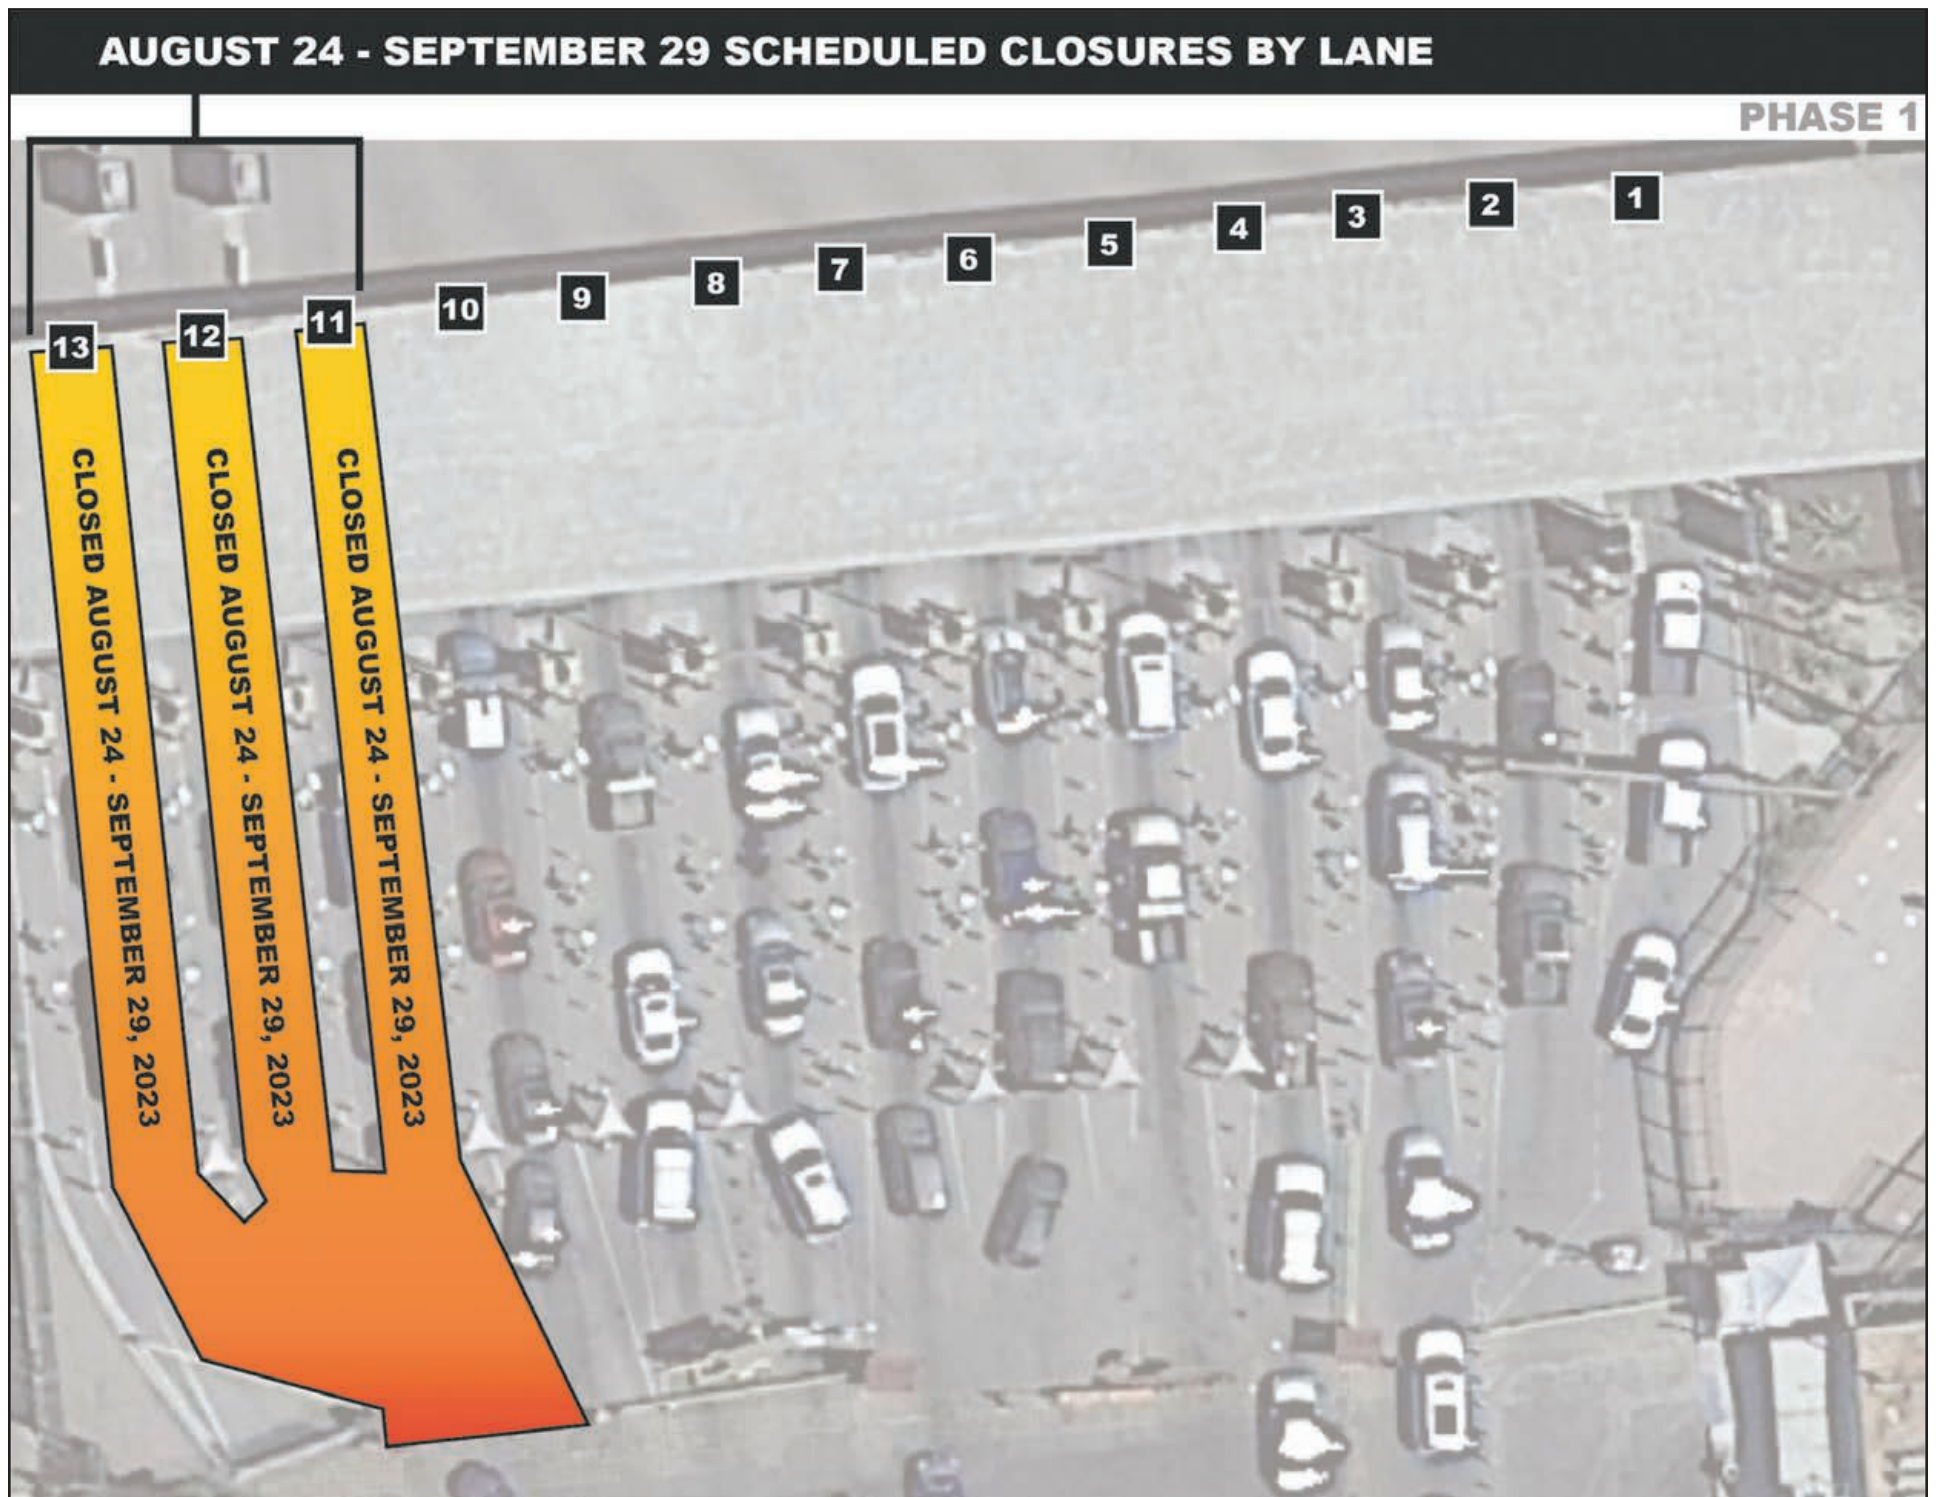 AUGUST 24 - SEPTEMBER 29 SCHEDULED CLOSURES BY LANE
PHASE 1
1
2
3
4
5
6
7
8
9
10
11
12
13
CLOSED AUGUST 24 - SEPTEMBER 29, 2023
CLOSED AUGUST 24 - SEPTEMBER 29, 2023
CLOSED AUGUST 24 - SEPTEMBER 29, 2023